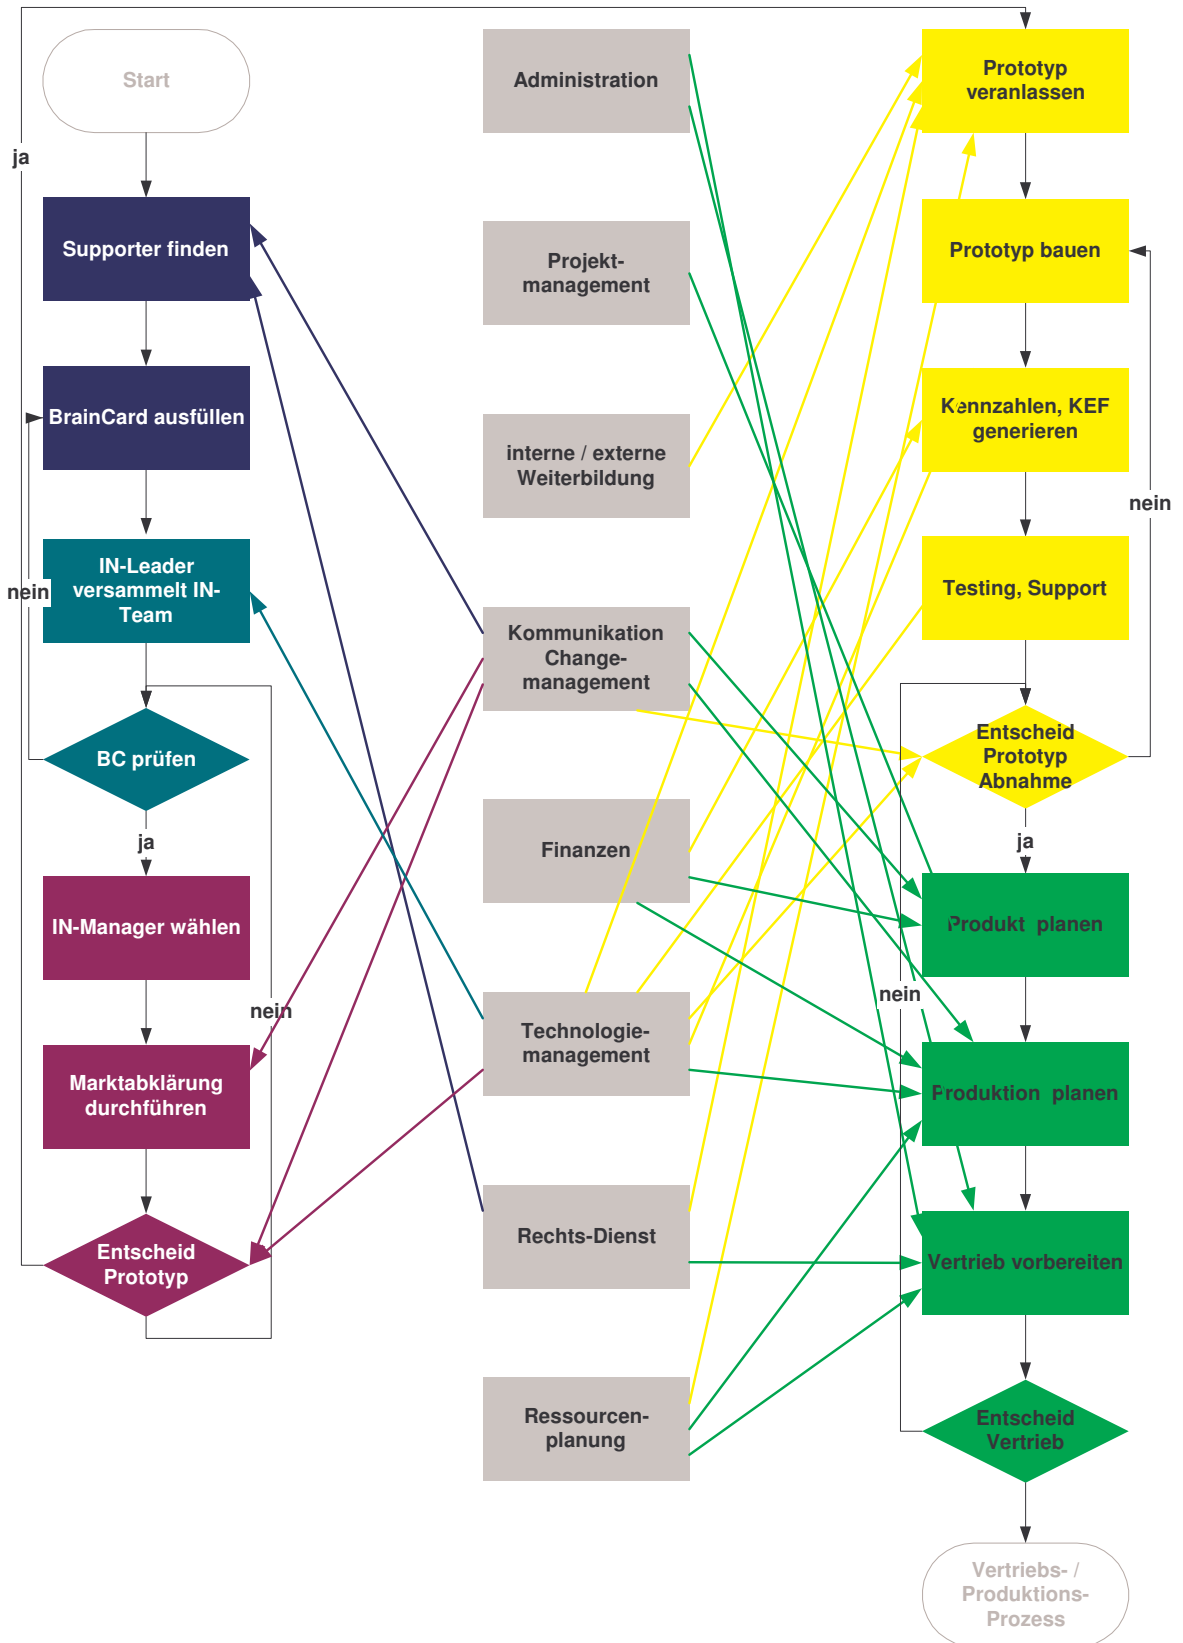 Start
ja
Supporter finden
BrainCard ausfüllen
IN-Leader
versammelt IN-
Team
nein
BC prüfen
ja
IN-Manager wählen
nein
Marktabklärung
durchführen
Entscheid
Prototyp
Administration
Projekt-
management
interne / externe
Weiterbildung
Kommunikation
Change-
management
Finanzen
Technologie-
management
Rechts-Dienst
Ressourcen-
planung
Prototyp
veranlassen
Prototyp bauen
Kennzahlen, KEF
generieren
nein
Testing, Support
Entscheid
Prototyp
Abnahme
ja
Produkt planen
nein
Produktion planen
Vertrieb vorbereiten
Entscheid
Vertrieb
Vertriebs- /
Produktions-
Prozess